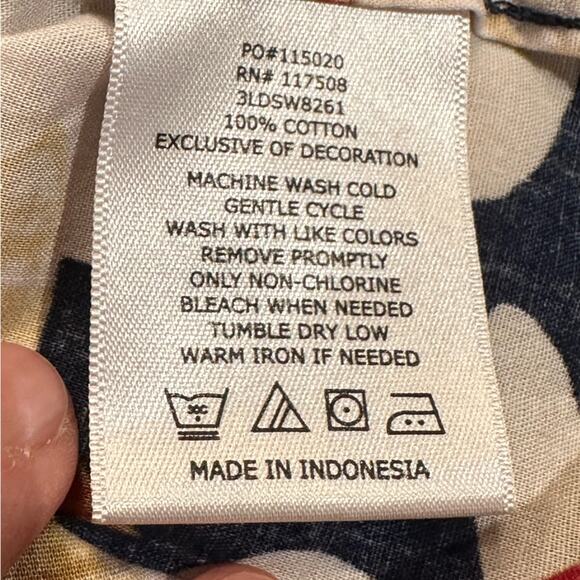 PO#115020
RN# 117508
3LDSW8261
100% COTTON
EXCLUSIVE OF DECORATION
MACHINE WASH COLD
GENTLE CYCLE
WASH WITH LIKE COLORS
REMOVE PROMPTLY
ONLY NON-CHLORINE
BLEACH WHEN NEEDED
TUMBLE DRY LOW
WARM IRON IF NEEDED
MADE IN INDONESIA